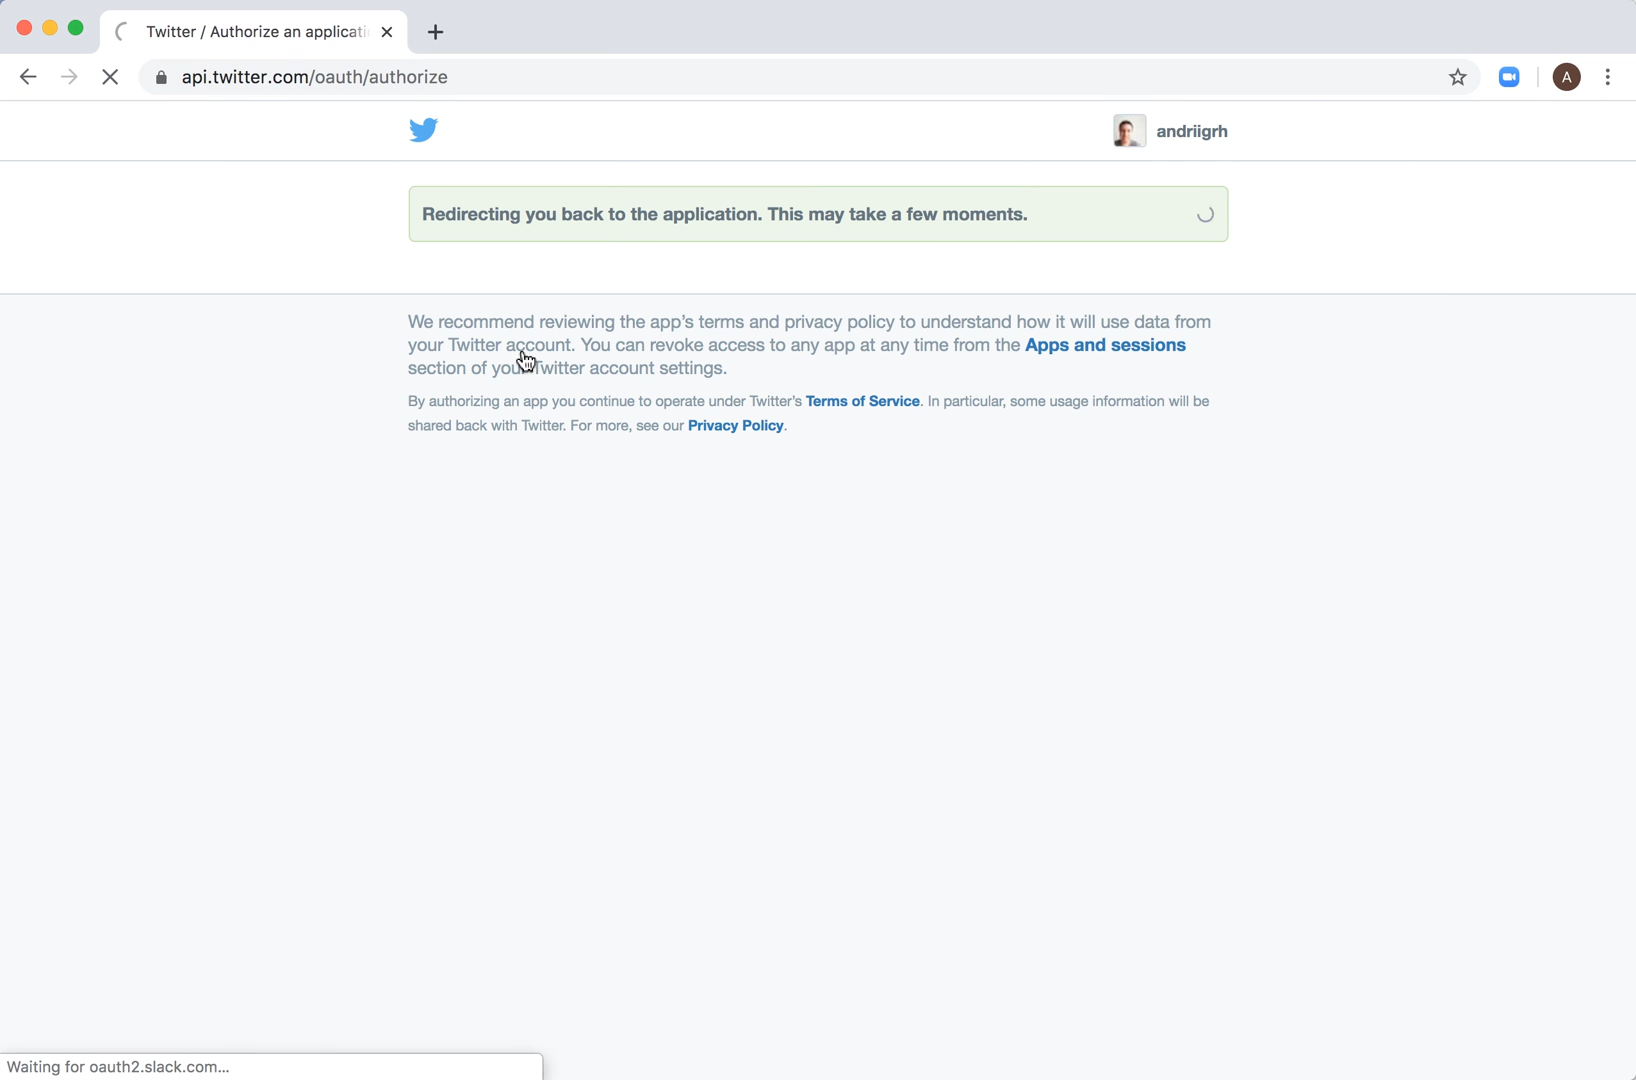 Twitter / Authorize an applicati
api.twitter.com/oauth/authorize
A
andriigrh
Redirecting you back to the application. This may take a few moments.
We recommend reviewing the app's terms and privacy policy to understand how it will use data from
your Twitter account. You can revoke access to any app at any time from the Apps and sessions
section of your Twitter account settings.
By authorizing an app you continue to operate under Twitter's Terms of Service. In particular, some usage information will be
shared back with Twitter. For more, see our Privacy Policy.
Waiting for oauth2.slack.com...